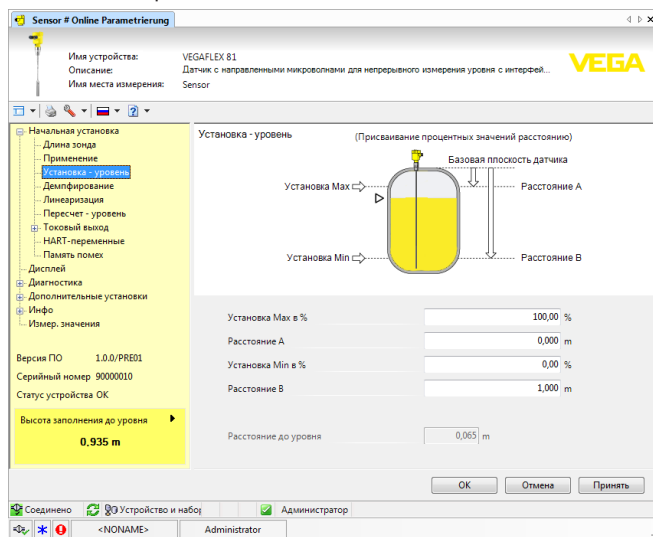 Sensor # Online Parametrierung
Имя устройства: VEGAFLEX 81
Описание: Датчик с направленными микроволнами для непрерывного измерения уровня с интерфей...
Имя места измерения: Sensor
VEGA
Начальная установка
Длина зонда
Применение
Установка - уровень
Демпфирование
Линеаризация
Пересчет - уровень
Токовый выход
HART-переменные
Память помех
Дисплей
Диагностика
Дополнительные установки
Инфо
Измер. значения
Версия ПО 1.0.0/PRE01
Серийный номер 90000010
Статус устройства OK
Высота заполнения до уровня
0,935 m
Установка - уровень
(Присваивание процентных значений расстоянию)
Базовая плоскость датчика
Установка Max
Расстояние A
Установка Min
Расстояние B
Установка Max в % 100,00 %
Расстояние A 0,000 m
Установка Min в % 0,00 %
Расстояние B 1,000 m
Расстояние до уровня 0,065 m
OK Отмена Принять
Соединено Устройство и набор Администратор
<NONAME> Administrator